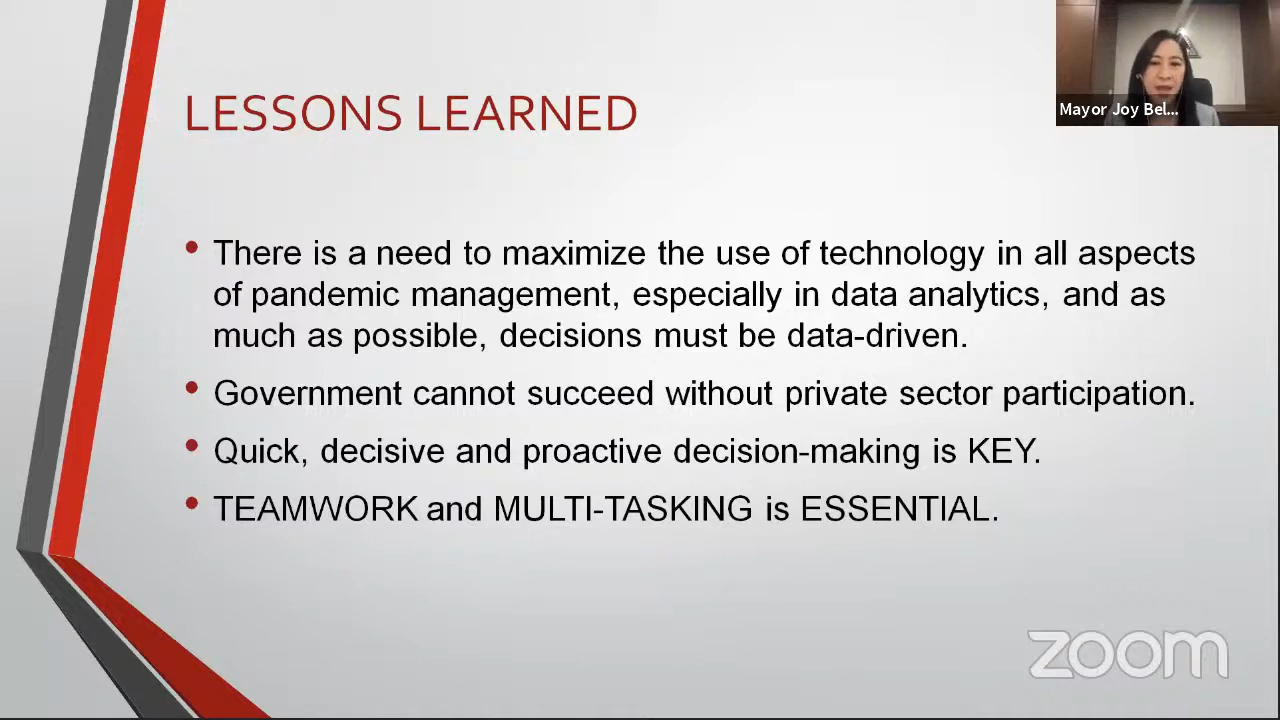 LESSONS LEARNED
Mayor Joy Bel...
• There is a need to maximize the use of technology in all aspects
of pandemic management, especially in data analytics, and as
much as possible, decisions must be data-driven.
• Government cannot succeed without private sector participation.
• Quick, decisive and proactive decision-making is KEY.
• TEAMWORK and MULTI-TASKING is ESSENTIAL.
zoom